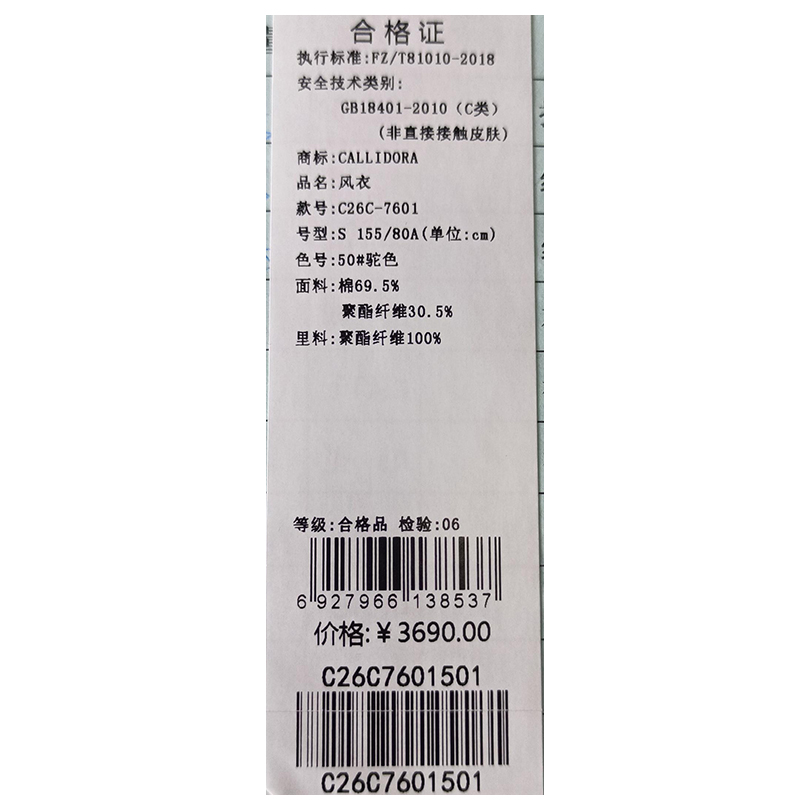 合格证
执行标准:FZ/T81010-2018
安全技术类别:
GB18401-2010 (C类)
(非直接接触皮肤)
商标:CALLIDORA
品名:风衣
款号:C26C-7601
号型:S 155/80A(单位:cm)
色号:50#驼色
面料:棉69.5%
聚酯纤维30.5%
里料:聚酯纤维100%
等级:合格品 检验:06
6 927966 138537
价格:¥3690.00
C26C7601501
C26C7601501